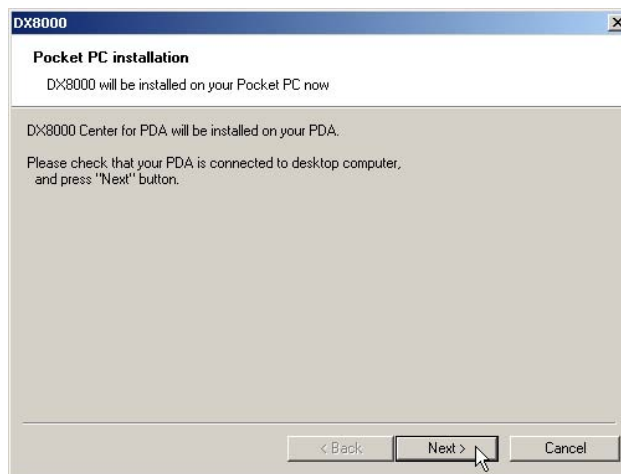 DX8000
Pocket PC installation
DX8000 will be installed on your Pocket PC now
DX8000 Center for PDA will be installed on your PDA.
Please check that your PDA is connected to desktop computer,
and press "Next" button.
< Back Next > Cancel